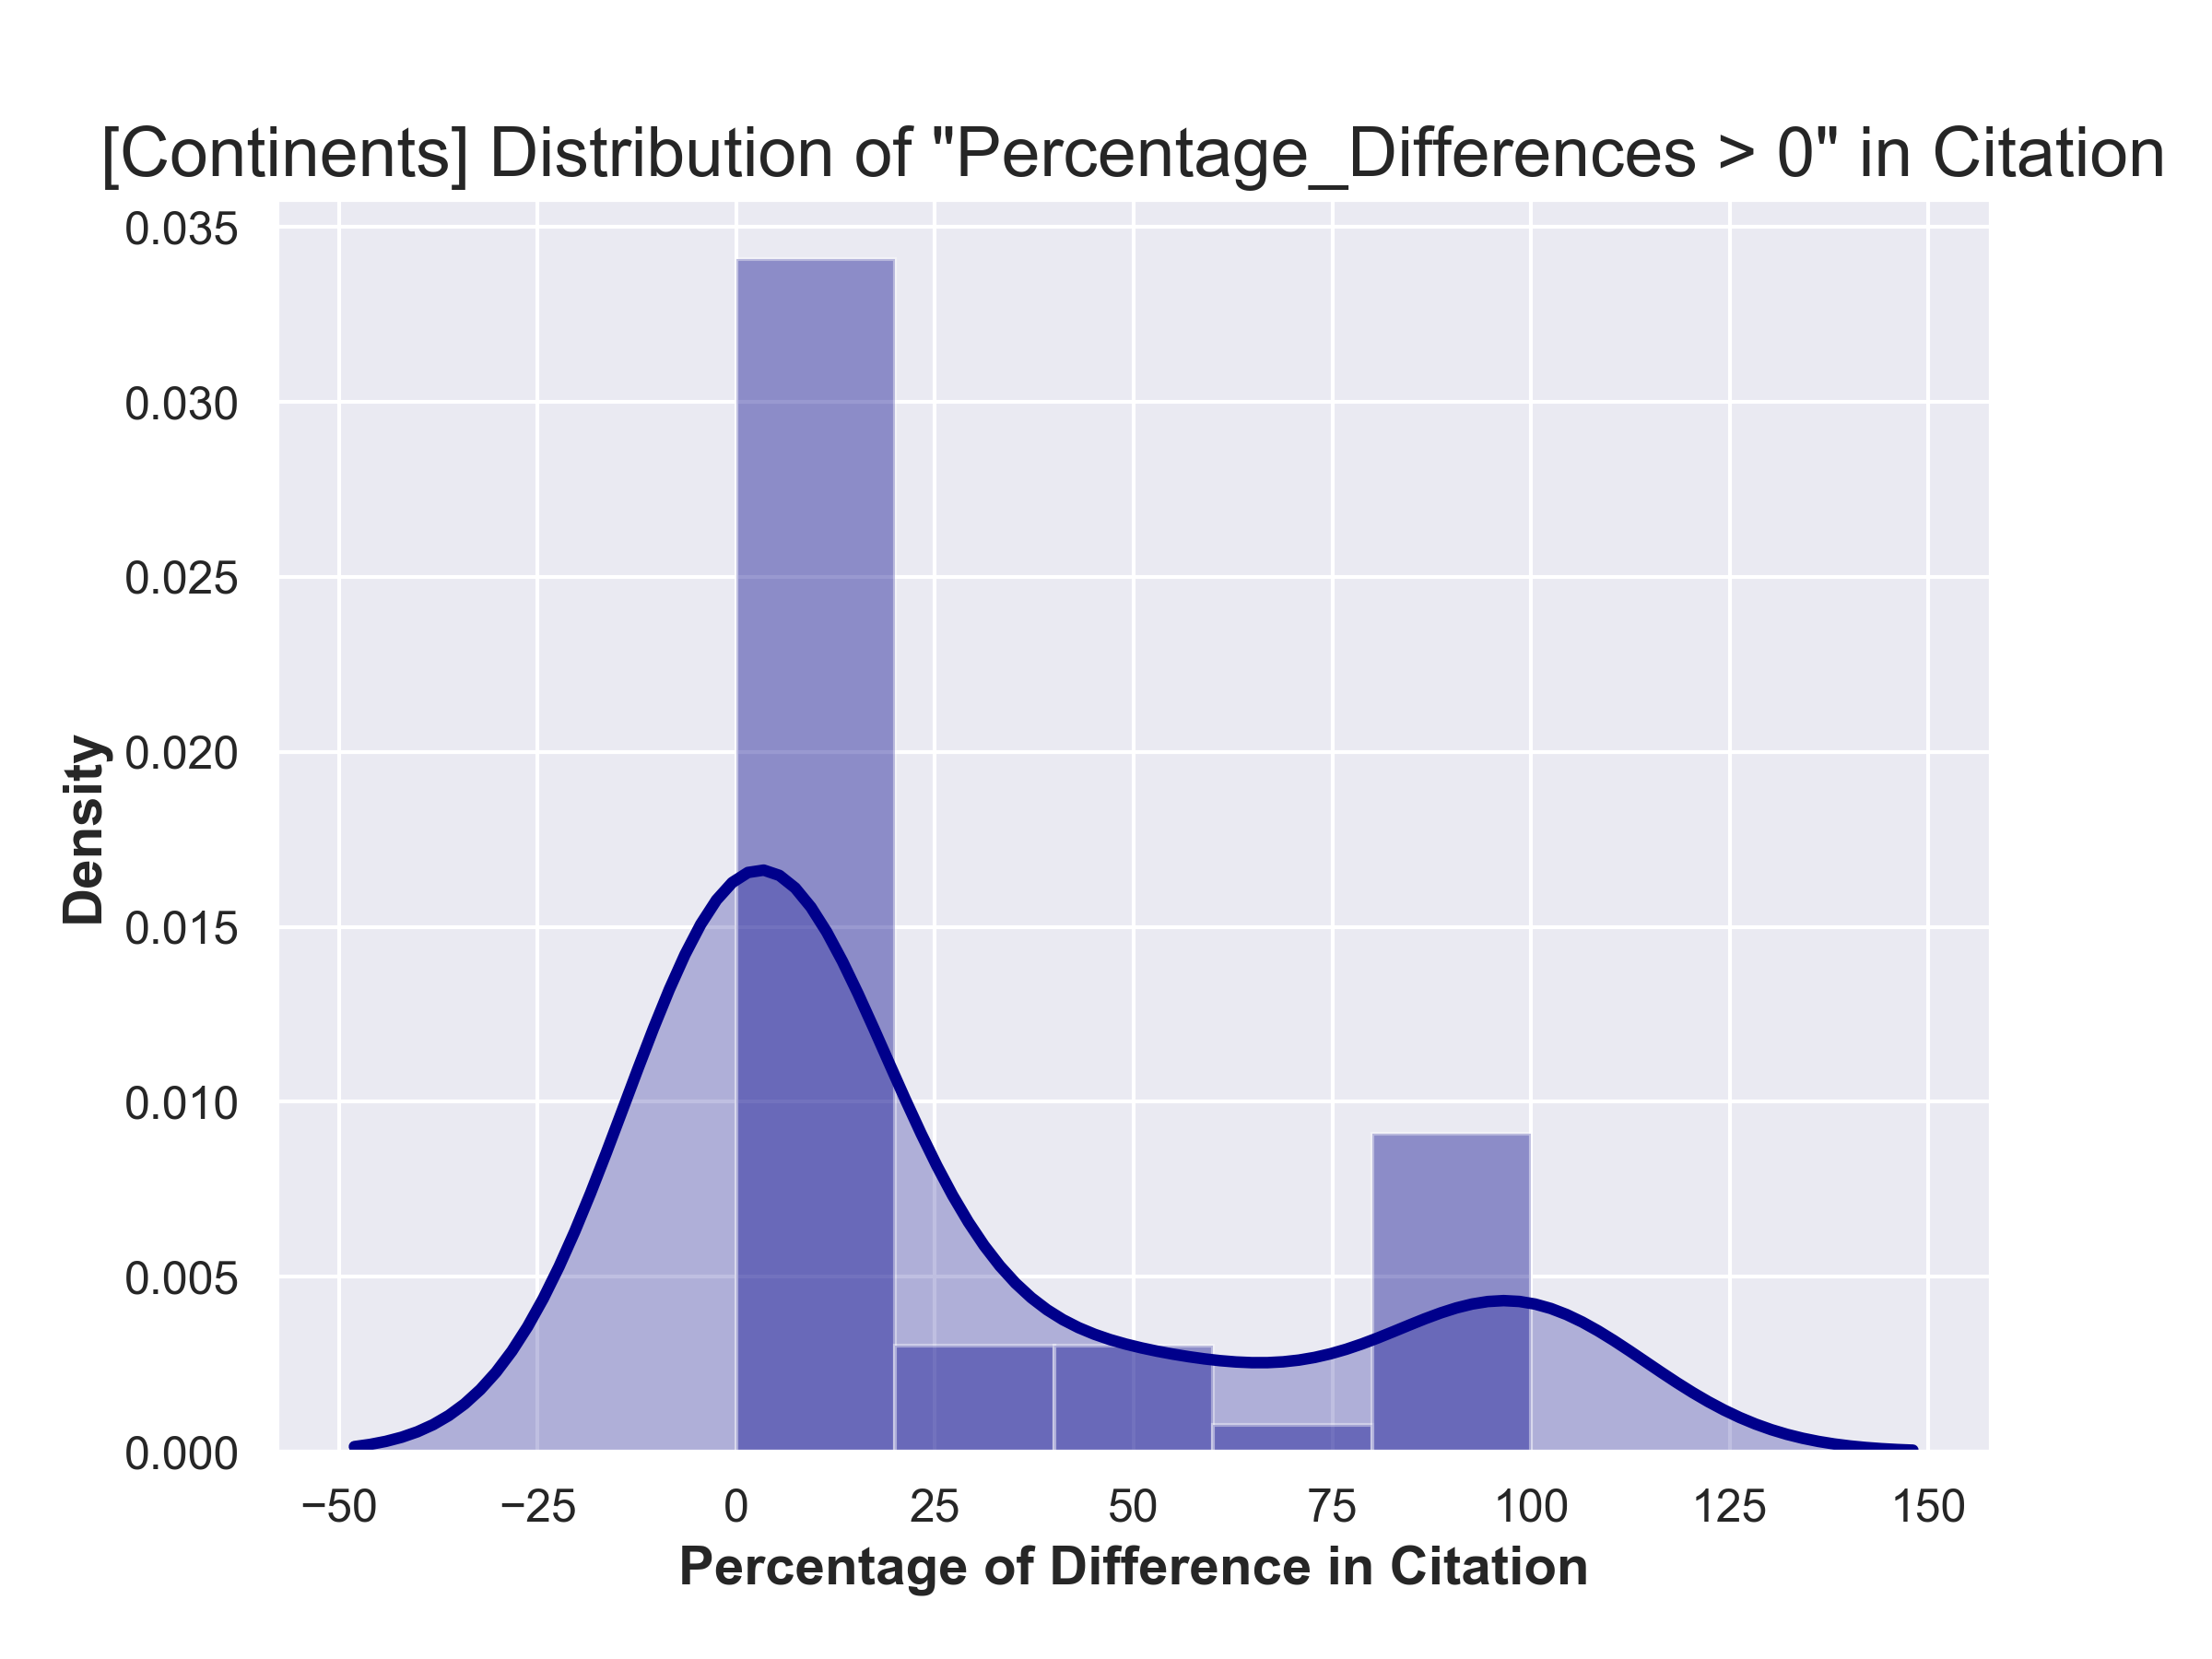 [Continents] Distribution of "Percentage_Differences > 0" in Citation
0.035
0.030
0.025
0.020
0.015
0.010
0.005
0.000
Density
−50 −25 0 25 50 75 100 125 150
Percentage of Difference in Citation